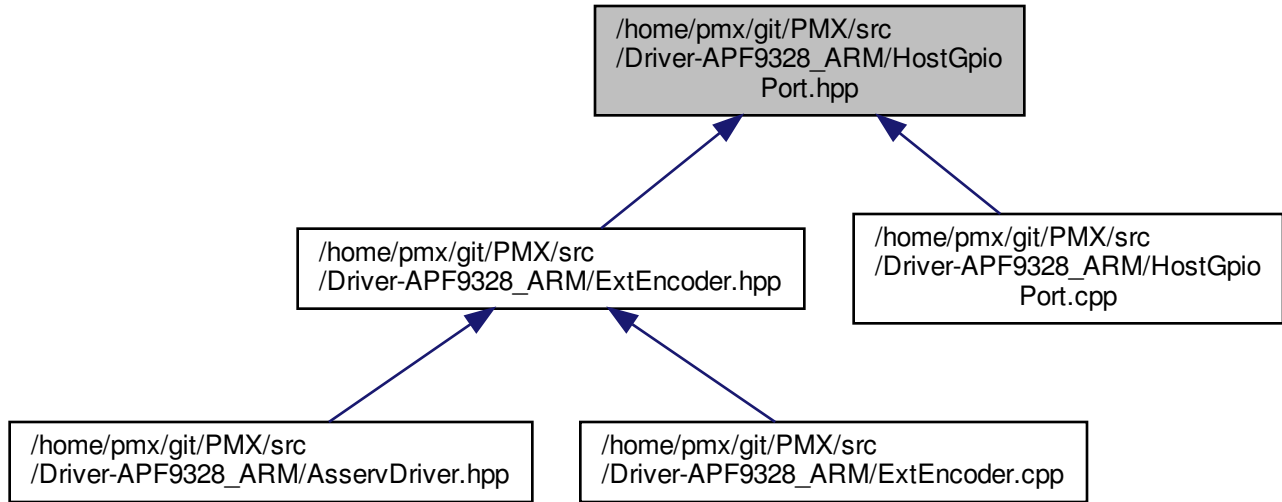 /home/pmx/git/PMX/src
/Driver-APF9328_ARM/HostGpio
Port.hpp
/home/pmx/git/PMX/src
/Driver-APF9328_ARM/ExtEncoder.hpp
/home/pmx/git/PMX/src
/Driver-APF9328_ARM/HostGpio
Port.cpp
/home/pmx/git/PMX/src
/Driver-APF9328_ARM/AsservDriver.hpp
/home/pmx/git/PMX/src
/Driver-APF9328_ARM/ExtEncoder.cpp